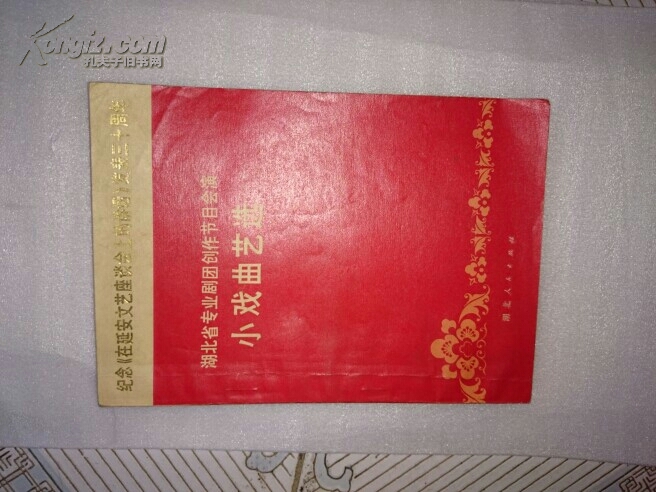 Kongfz.com
孔夫子旧书网
纪念《在延安文艺座谈会上的讲话》发表三十周年
湖北省专业剧团创作节目会演
小戏曲艺选
湖北人民出版社